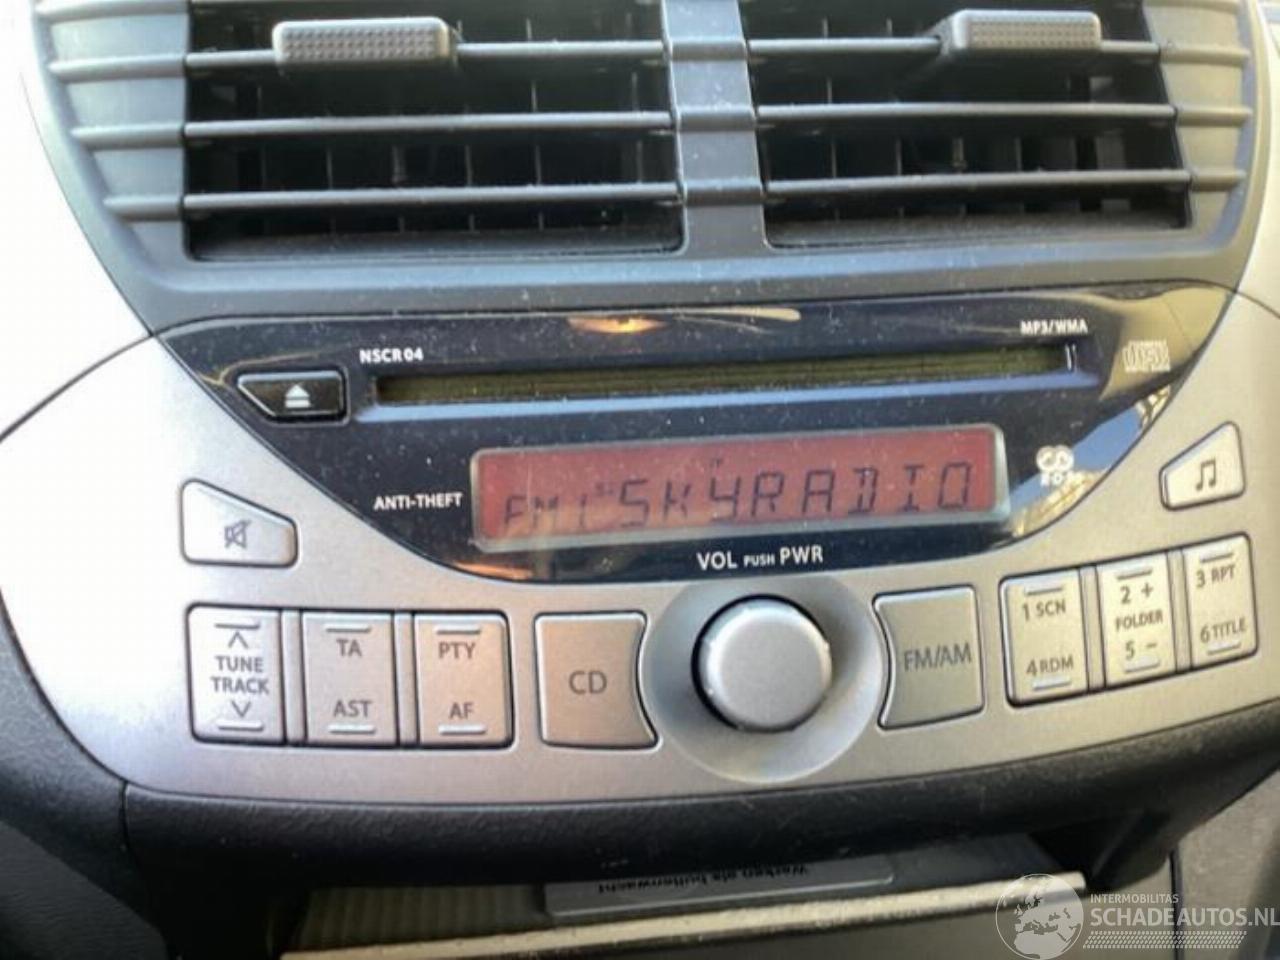 NSCR04
MP3/WMA
ANTI-THEFT
FM1 SKYRADIO
VOL PUSH PWR
TUNE
TRACK
TA
AST
PTY
AF
CD
FM/AM
1 SCN
4 RDM
2 +
FOLDER
5 -
3 RPT
6 TITLE
INTERMOBILITAS
SCHADEAUTOS.NL